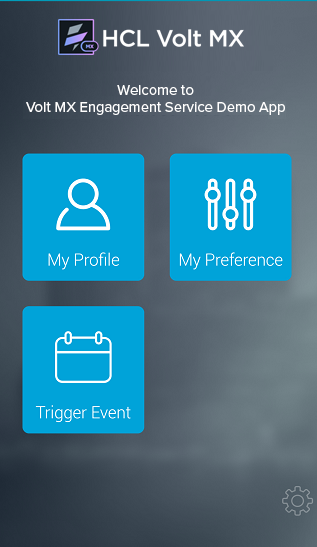 MX
HCL Volt MX
Welcome to
Volt MX Engagement Service Demo App
My Profile
My Preference
Trigger Event